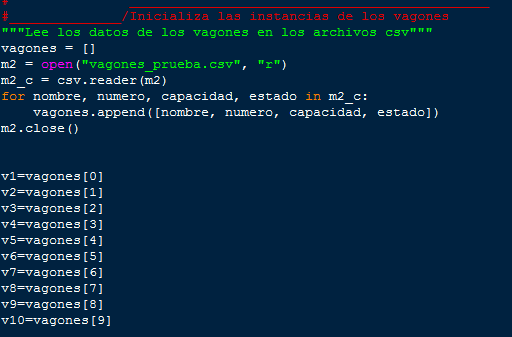 #_______________________________________________________________
#_______________/Inicializa las instancias de los vagones
"""Lee los datos de los vagones en los archivos csv"""
vagones = []
m2 = open("vagones_prueba.csv", "r")
m2_c = csv.reader(m2)
for nombre, numero, capacidad, estado in m2_c:
    vagones.append([nombre, numero, capacidad, estado])
m2.close()
v1=vagones[0]
v2=vagones[1]
v3=vagones[2]
v4=vagones[3]
v5=vagones[4]
v6=vagones[5]
v7=vagones[6]
v8=vagones[7]
v9=vagones[8]
v10=vagones[9]